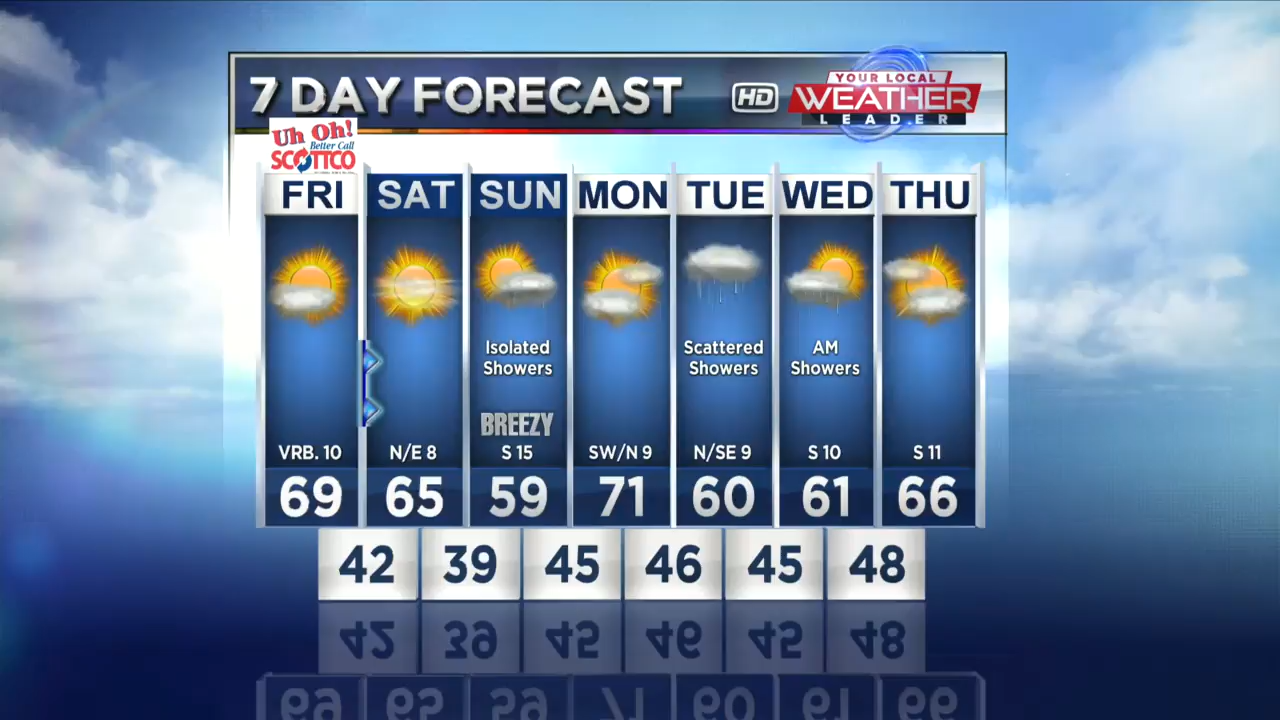 7 DAY FORECAST
HD
YOUR LOCAL
WEATHER
LEADER
Uh Oh!
Better Call
SCOTTCO
FRI SAT SUN MON TUE WED THU
Isolated Showers
Scattered Showers
AM Showers
BREEZY
VRB. 10 N/E 8 S 15 SW/N 9 N/SE 9 S 10 S 11
69 65 59 71 60 61 66
42 39 45 46 45 48